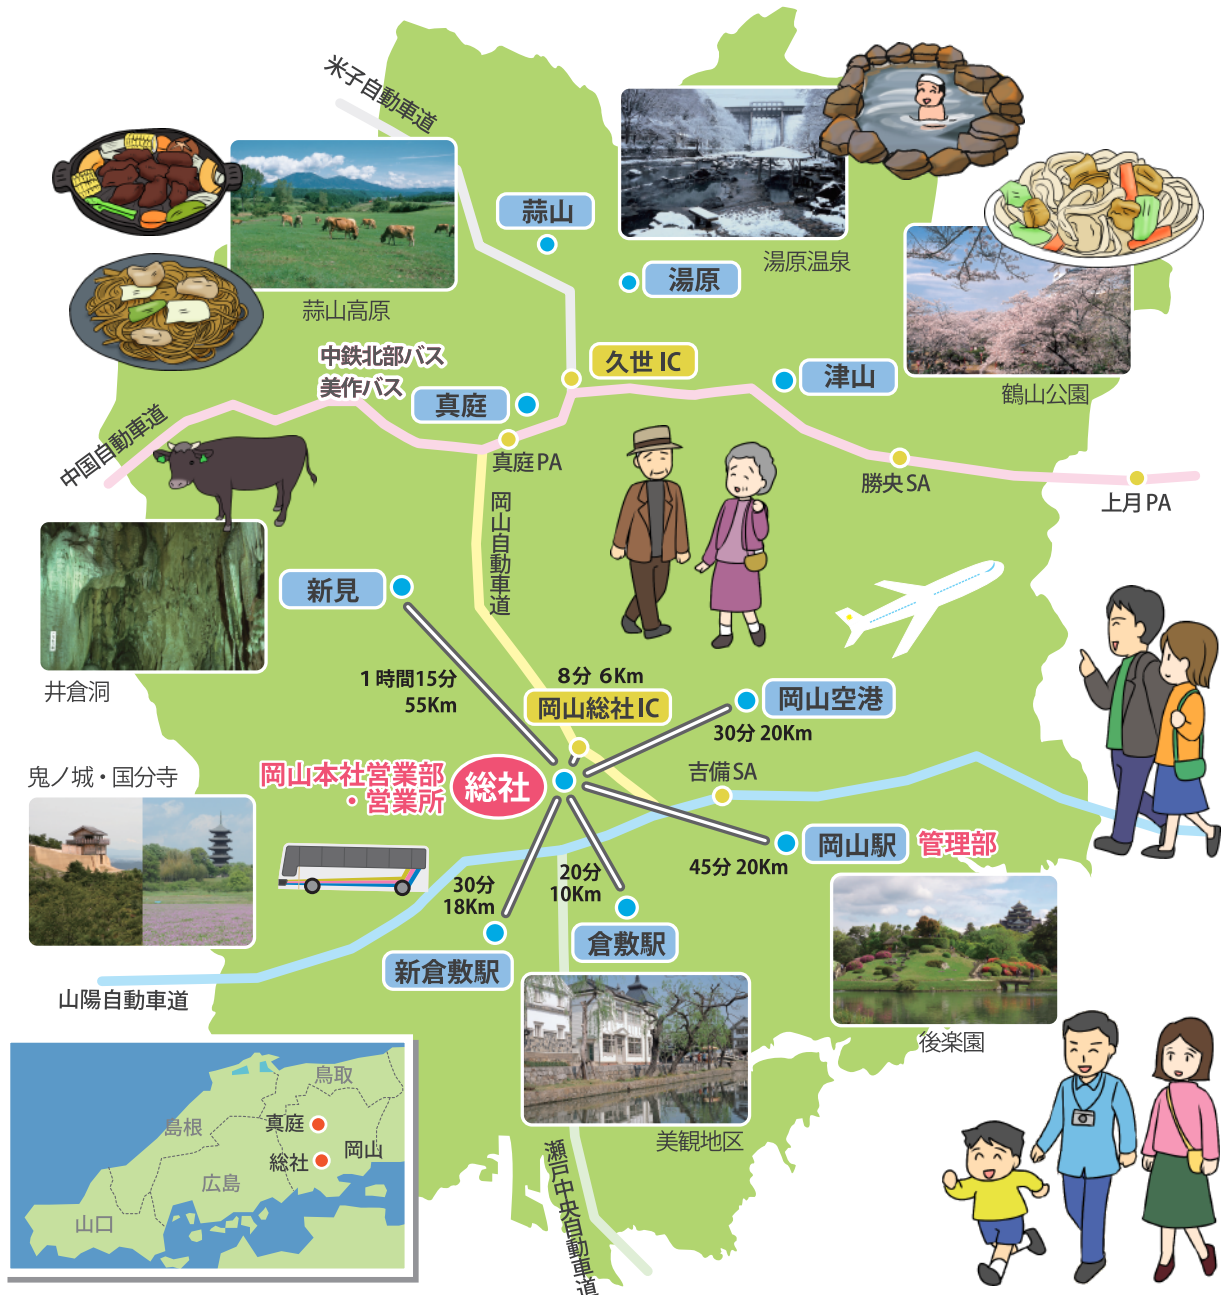 米子自動車道
蒜山
湯原
湯原温泉
蒜山高原
中鉄北部バス
美作バス
久世IC
津山
鶴山公園
真庭
中国自動車道
真庭PA
勝央SA
上月PA
岡山自動車道
新見
井倉洞
1時間15分
55Km
8分 6Km
岡山総社IC
岡山空港
30分 20Km
鬼ノ城・国分寺
岡山本社営業部
・営業所
総社
吉備SA
岡山駅
管理部
45分 20Km
20分
10Km
30分
18Km
倉敷駅
新倉敷駅
山陽自動車道
後楽園
美観地区
瀬戸中央自動車道
鳥取
島根
真庭
岡山
総社
広島
山口